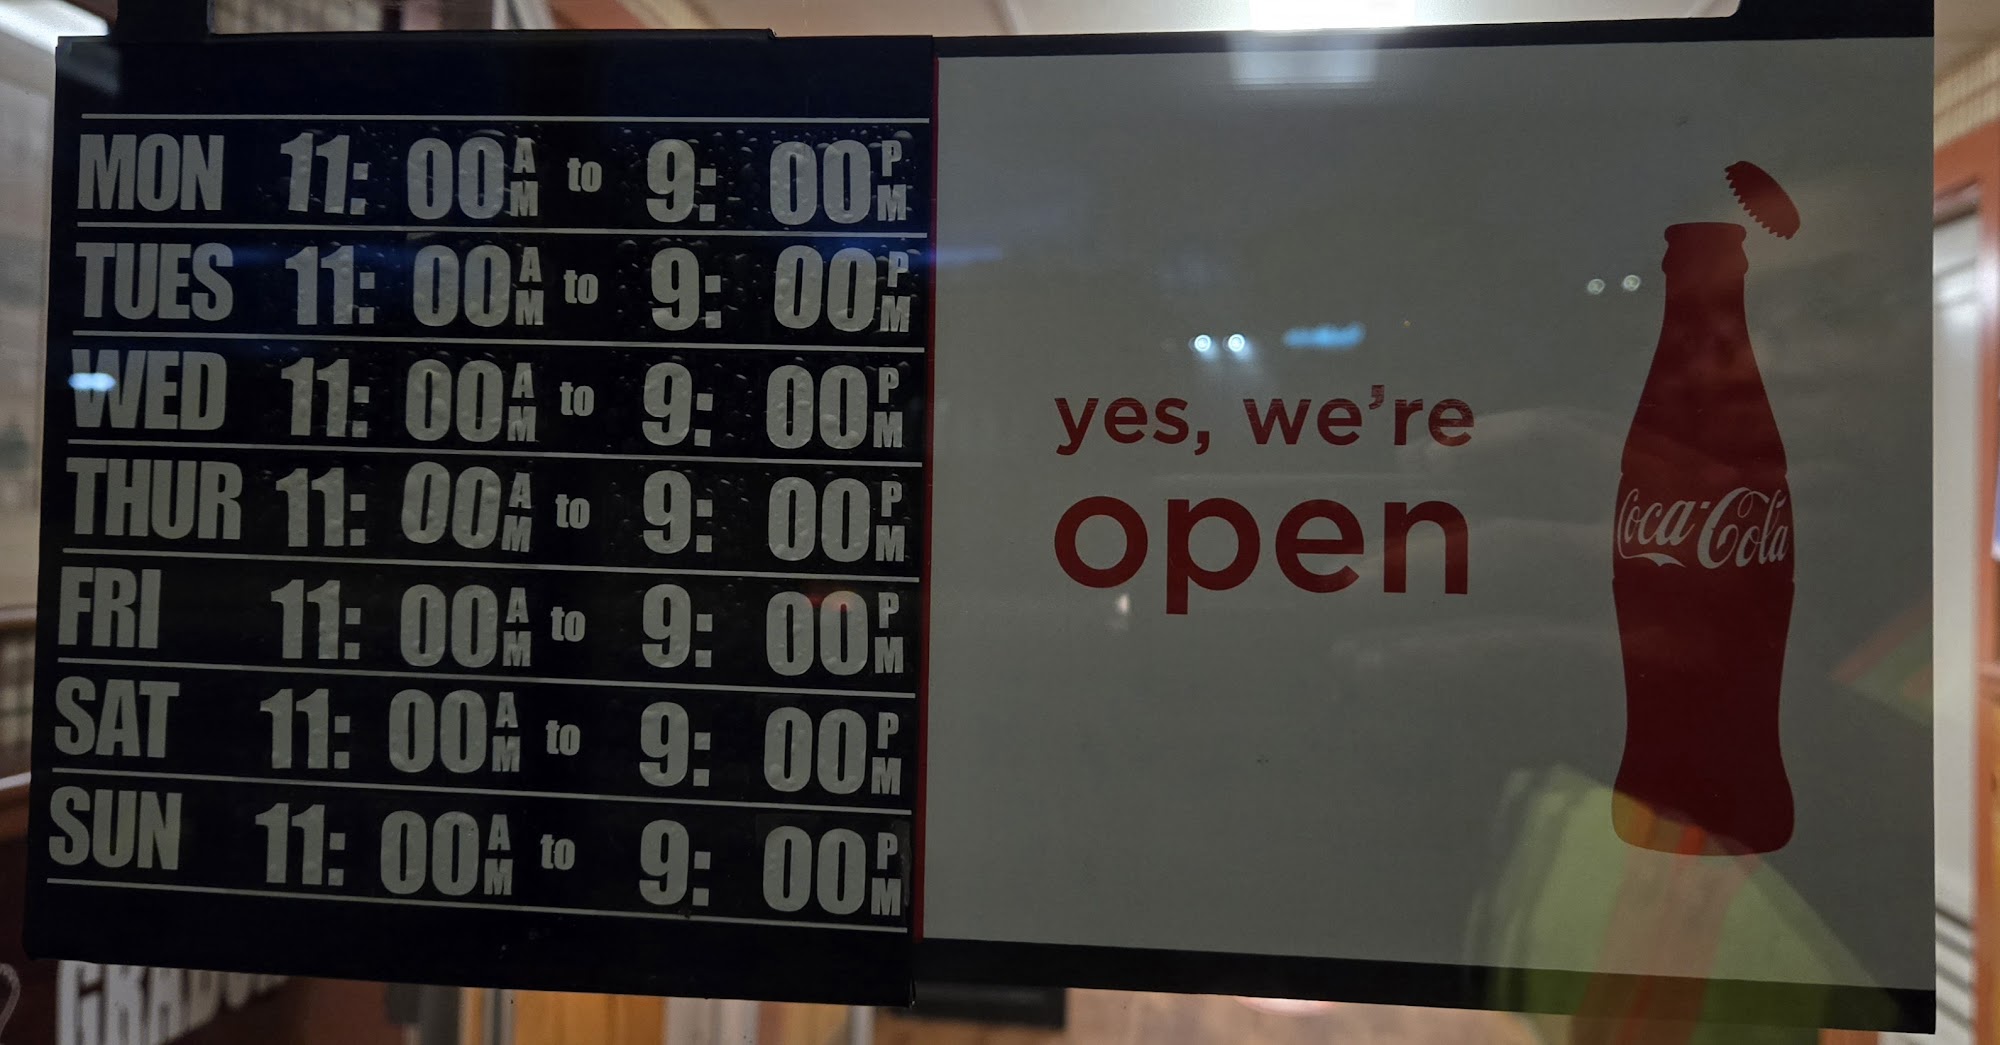 MON 11:00AM to 9:00PM
TUES 11:00AM to 9:00PM
WED 11:00AM to 9:00PM
THUR 11:00AM to 9:00PM
FRI 11:00AM to 9:00PM
SAT 11:00AM to 9:00PM
SUN 11:00AM to 9:00PM
yes, we're
open
Coca-Cola